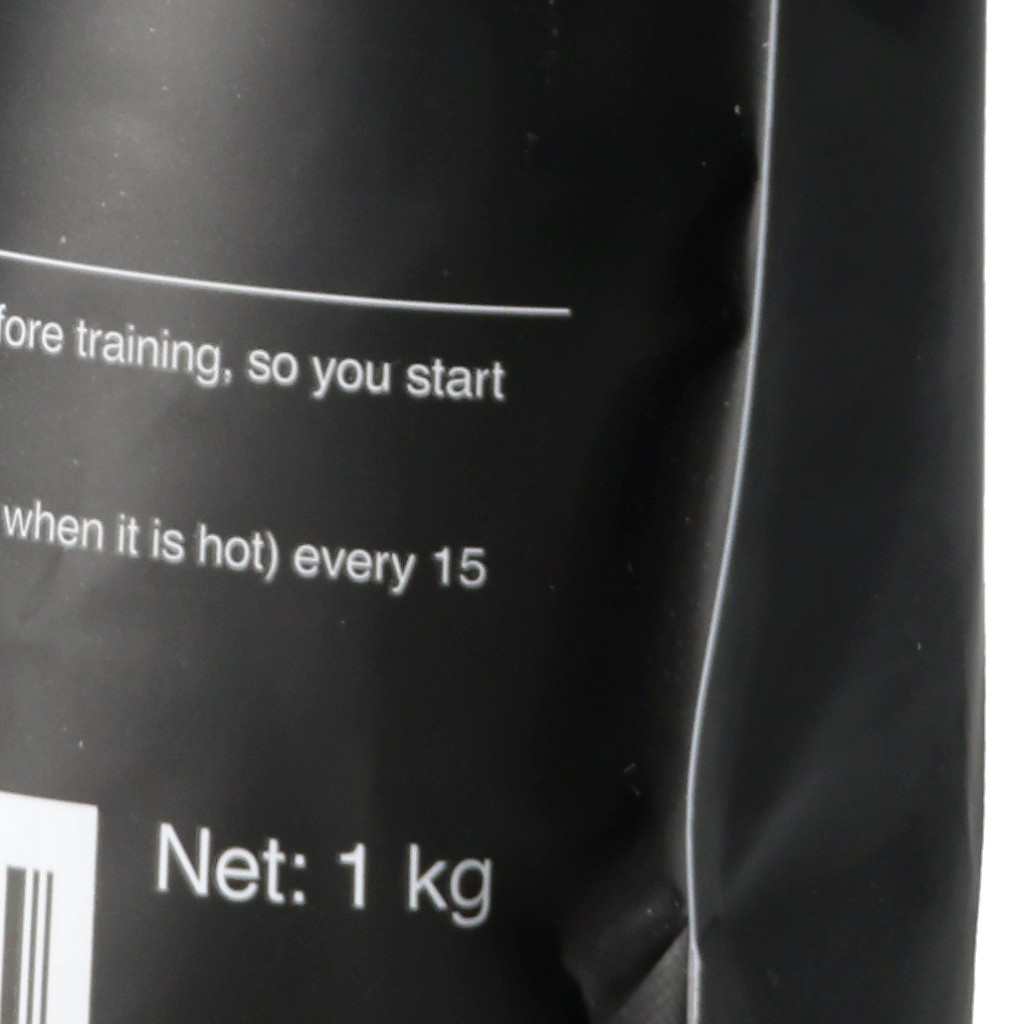 fore training, so you start
when it is hot) every 15
Net: 1 kg